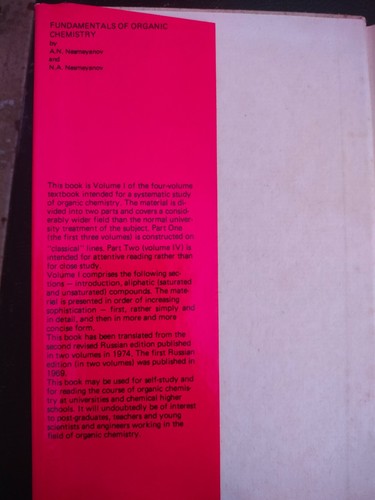 FUNDAMENTALS OF ORGANIC
CHEMISTRY
by
A.N. Nesmeyanov
and
N.A. Nesmeyanov
This book is Volume I of the four-volume
textbook intended for a systematic study
of organic chemistry. The material is di-
vided into two parts and covers a consid-
erably wider field than the normal univer-
sity treatment of the subject. Part One
(the first three volumes) is constructed on
"classical" lines, Part Two (volume IV) is
intended for attentive reading rather than
for close study.
Volume I comprises the following sec-
tions — introduction, aliphatic (saturated
and unsaturated) compounds. The mate-
rial is presented in order of increasing
sophistication — first, rather simply and
in detail, and then in more and more
concise form.
This book has been translated from the
second revised Russian edition published
in two volumes in 1974. The first Russian
edition (in two volumes) was published in
1969.
This book may be used for self-study and
for reading the course of organic chemis-
try at universities and chemical higher
schools. It will undoubtedly be of interest
to post-graduates, teachers and young
scientists and engineers working in the
field of organic chemistry.